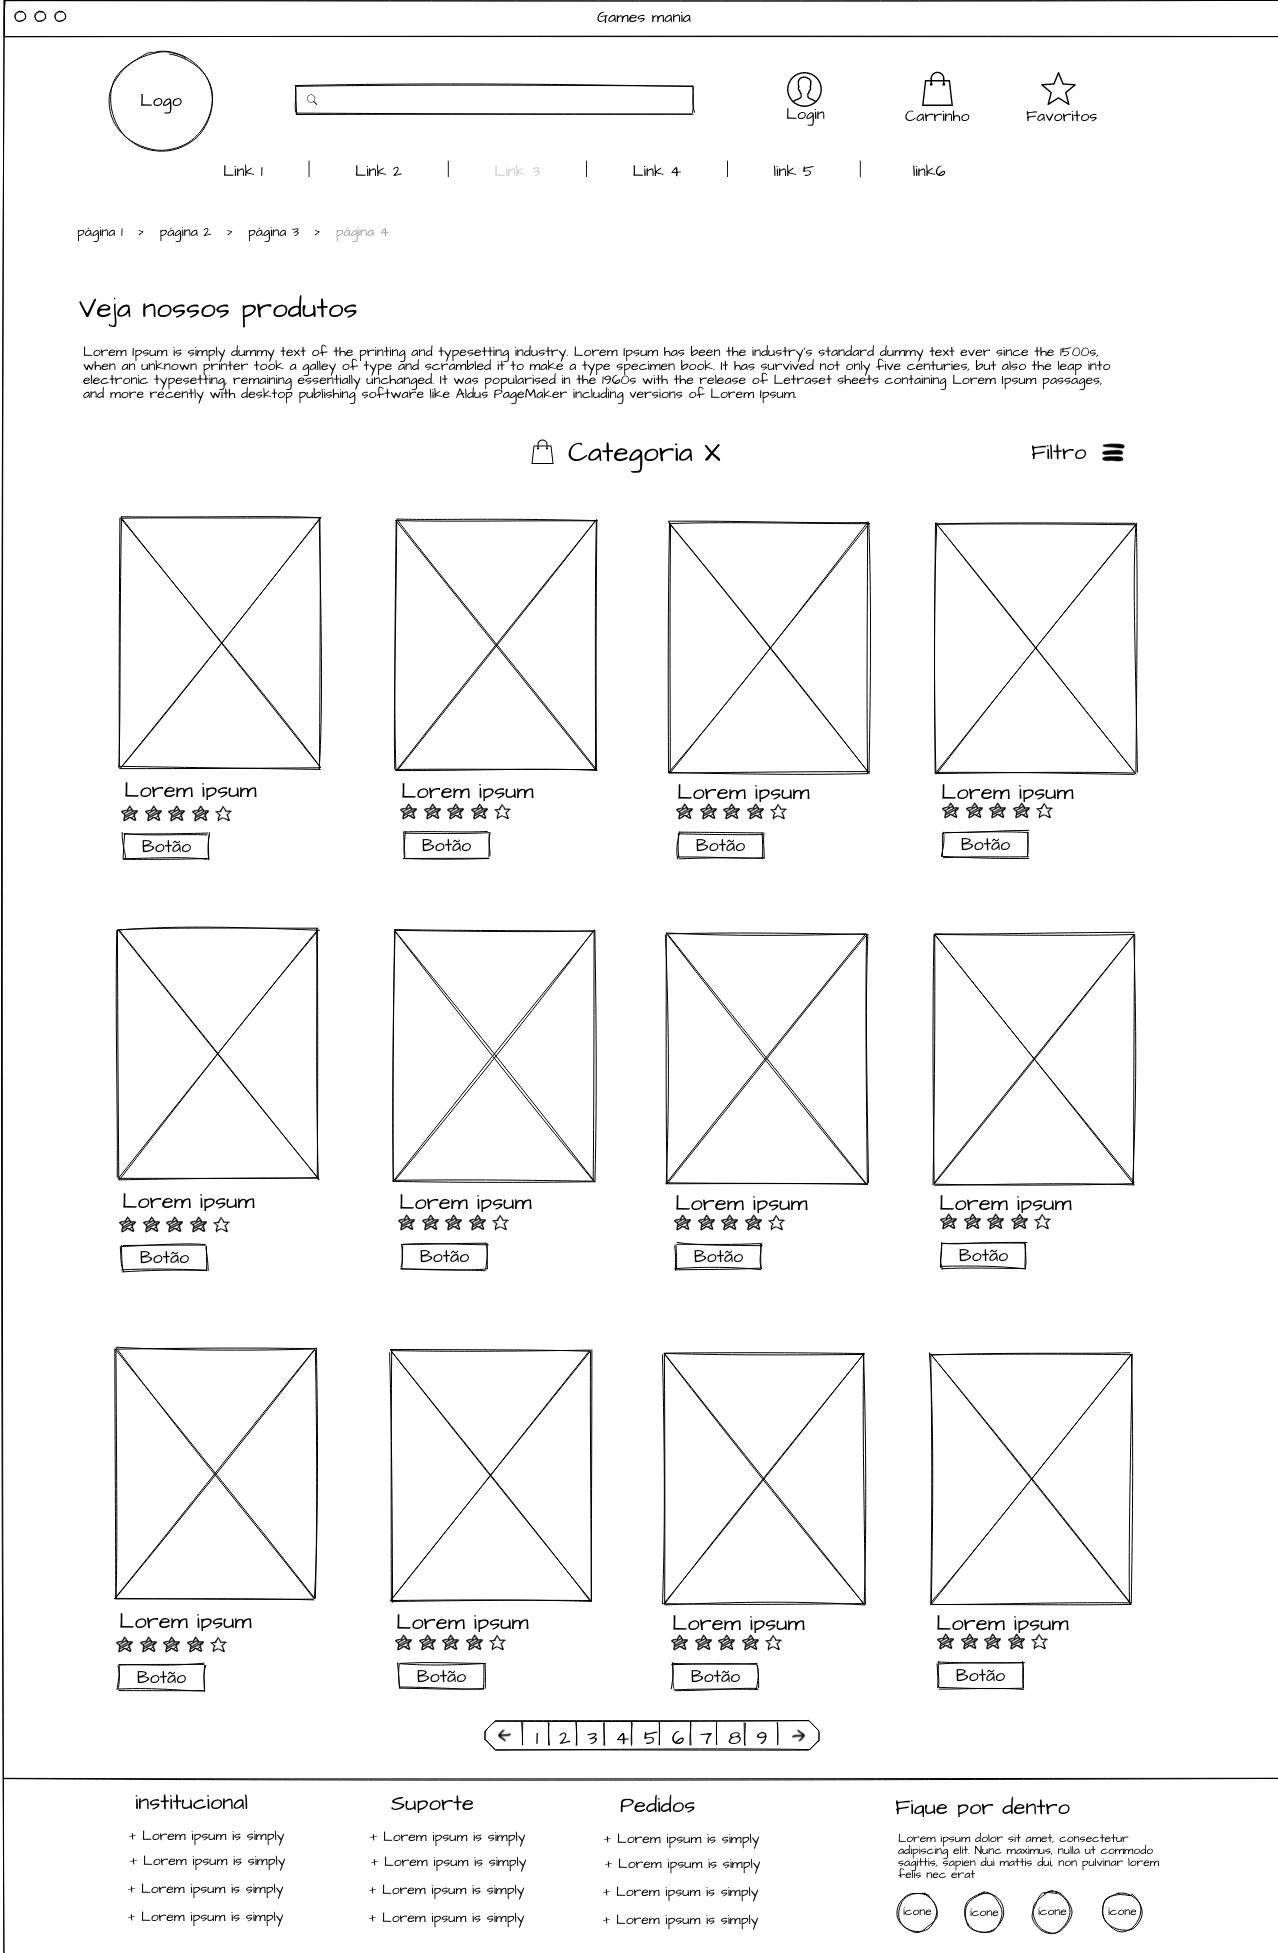 Games mania
Logo
Login
Carrinho
Favoritos
Link 1 | Link 2 | Link 3 | Link 4 | link 5 | link6
página 1 > página 2 > página 3 > página 4
Veja nossos produtos
Lorem Ipsum is simply dummy text of the printing and typesetting industry. Lorem Ipsum has been the industry's standard dummy text ever since the 1500s,
when an unknown printer took a galley of type and scrambled it to make a type specimen book. It has survived not only five centuries, but also the leap into
electronic typesetting, remaining essentially unchanged. It was popularised in the 1960s with the release of Letraset sheets containing Lorem Ipsum passages,
and more recently with desktop publishing software like Aldus PageMaker including versions of Lorem Ipsum.
Categoria X
Filtro
Lorem ipsum Lorem ipsum Lorem ipsum Lorem ipsum
Botão Botão Botão Botão
Lorem ipsum Lorem ipsum Lorem ipsum Lorem ipsum
Botão Botão Botão Botão
Lorem ipsum Lorem ipsum Lorem ipsum Lorem ipsum
Botão Botão Botão Botão
1 2 3 4 5 6 7 8 9
institucional
+ Lorem ipsum is simply
+ Lorem ipsum is simply
+ Lorem ipsum is simply
+ Lorem ipsum is simply
Suporte
+ Lorem ipsum is simply
+ Lorem ipsum is simply
+ Lorem ipsum is simply
+ Lorem ipsum is simply
Pedidos
+ Lorem ipsum is simply
+ Lorem ipsum is simply
+ Lorem ipsum is simply
+ Lorem ipsum is simply
Fique por dentro
Lorem ipsum dolor sit amet, consectetur
adipiscing elit. Nunc maximus, nulla ut commodo
sagittis, sapien dui mattis dui, non pulvinar lorem
felis nec erat
icone icone icone icone